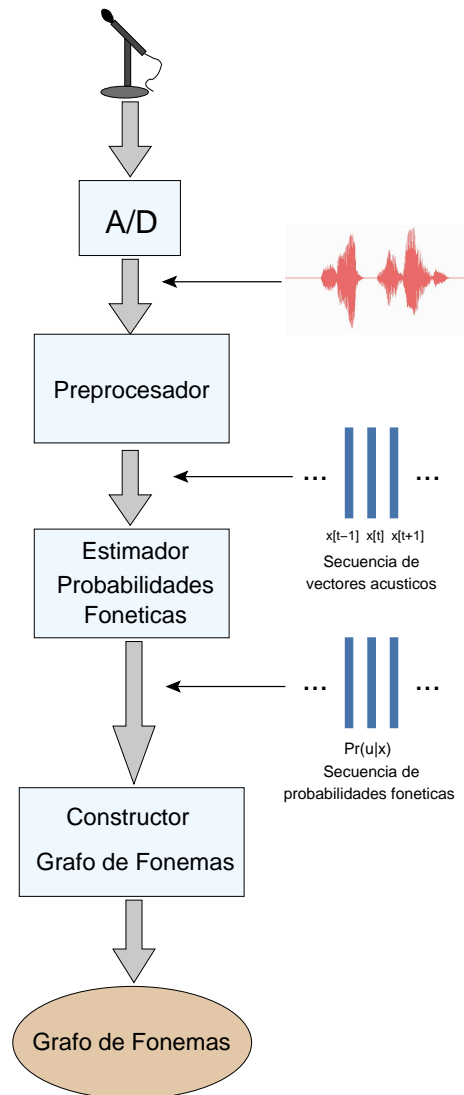 A/D
Preprocesador
... ...
x[t−1] x[t] x[t+1]
Secuencia de
vectores acusticos
Estimador
Probabilidades
Foneticas
... ...
Pr(u|x)
Secuencia de
probabilidades foneticas
Constructor
Grafo de Fonemas
Grafo de Fonemas